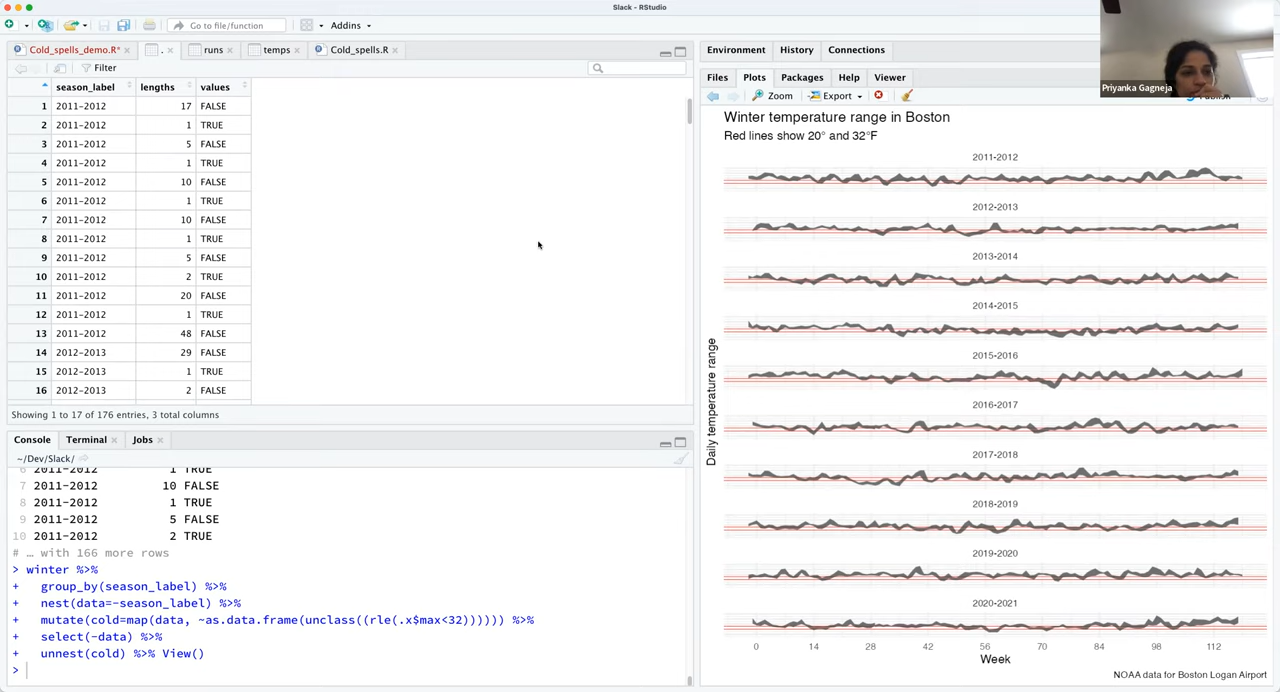 Slack - RStudio
Go to file/function
Addins
Cold_spells_demo.R* × . × runs × temps × Cold_spells.R ×
Filter
season_label lengths values
1 2011-2012 17 FALSE
2 2011-2012 1 TRUE
3 2011-2012 5 FALSE
4 2011-2012 1 TRUE
5 2011-2012 10 FALSE
6 2011-2012 1 TRUE
7 2011-2012 10 FALSE
8 2011-2012 1 TRUE
9 2011-2012 5 FALSE
10 2011-2012 2 TRUE
11 2011-2012 20 FALSE
12 2011-2012 1 TRUE
13 2011-2012 48 FALSE
14 2012-2013 29 FALSE
15 2012-2013 1 TRUE
16 2012-2013 2 FALSE
Showing 1 to 17 of 176 entries, 3 total columns
Console Terminal × Jobs ×
~/Dev/Slack/
6 2011-2012 1 TRUE
7 2011-2012 10 FALSE
8 2011-2012 1 TRUE
9 2011-2012 5 FALSE
10 2011-2012 2 TRUE
# … with 166 more rows
> winter %>%
+ group_by(season_label) %>%
+ nest(data=-season_label) %>%
+ mutate(cold=map(data, ~as.data.frame(unclass((rle(.x$max<32)))))) %>%
+ select(-data) %>%
+ unnest(cold) %>% View()
>
Environment History Connections
Files Plots Packages Help Viewer
Zoom Export
Priyanka Gagneja
Winter temperature range in Boston
Red lines show 20° and 32°F
2011-2012
2012-2013
2013-2014
2014-2015
2015-2016
2016-2017
2017-2018
2018-2019
2019-2020
2020-2021
Daily temperature range
0 14 28 42 56 70 84 98 112
Week
NOAA data for Boston Logan Airport